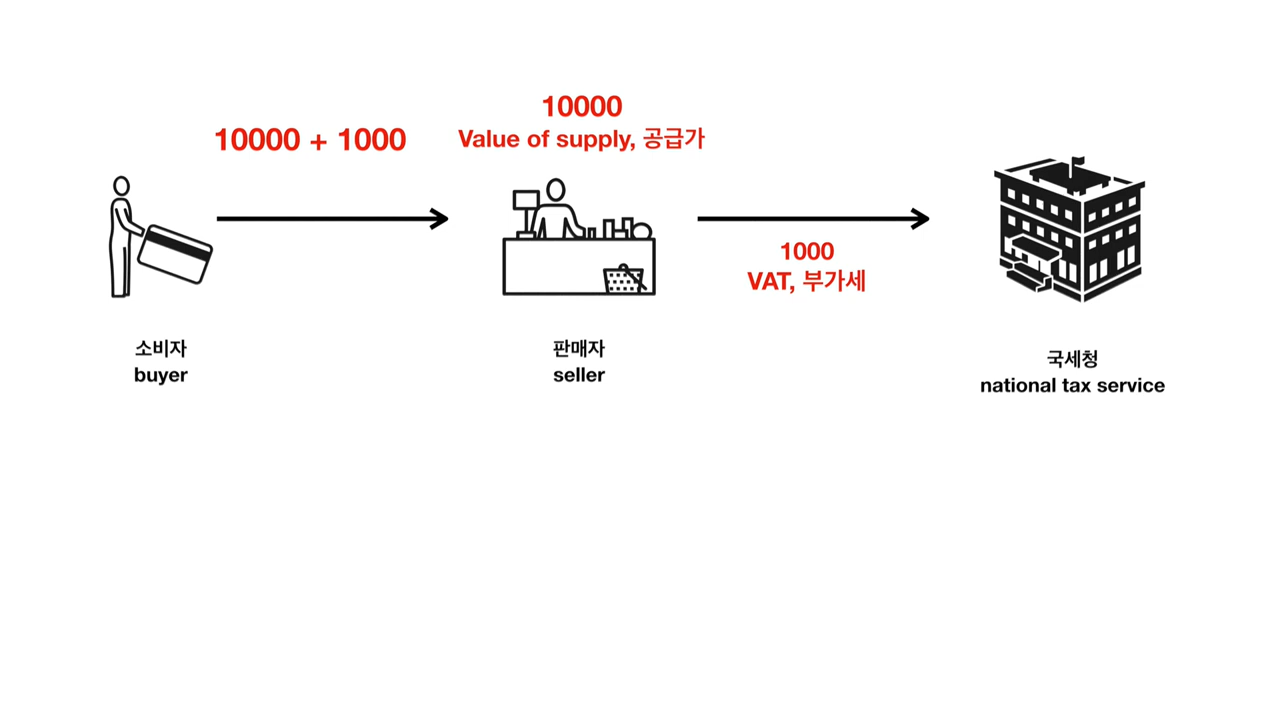 10000 + 1000
10000
Value of supply, 공급가
1000
VAT, 부가세
소비자
buyer
판매자
seller
국세청
national tax service